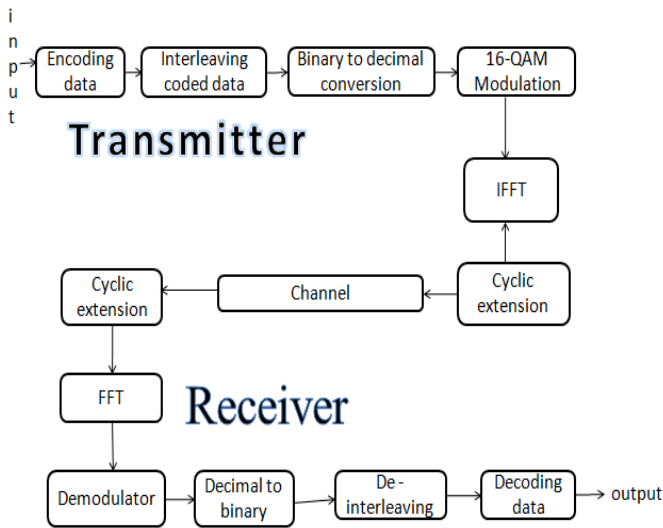 input
Encoding
data
Interleaving
coded data
Binary to decimal
conversion
16-QAM
Modulation
Transmitter
IFFT
Cyclic
extension
Channel
Cyclic
extension
FFT
Receiver
Demodulator
Decimal to
binary
De -
interleaving
Decoding
data
output